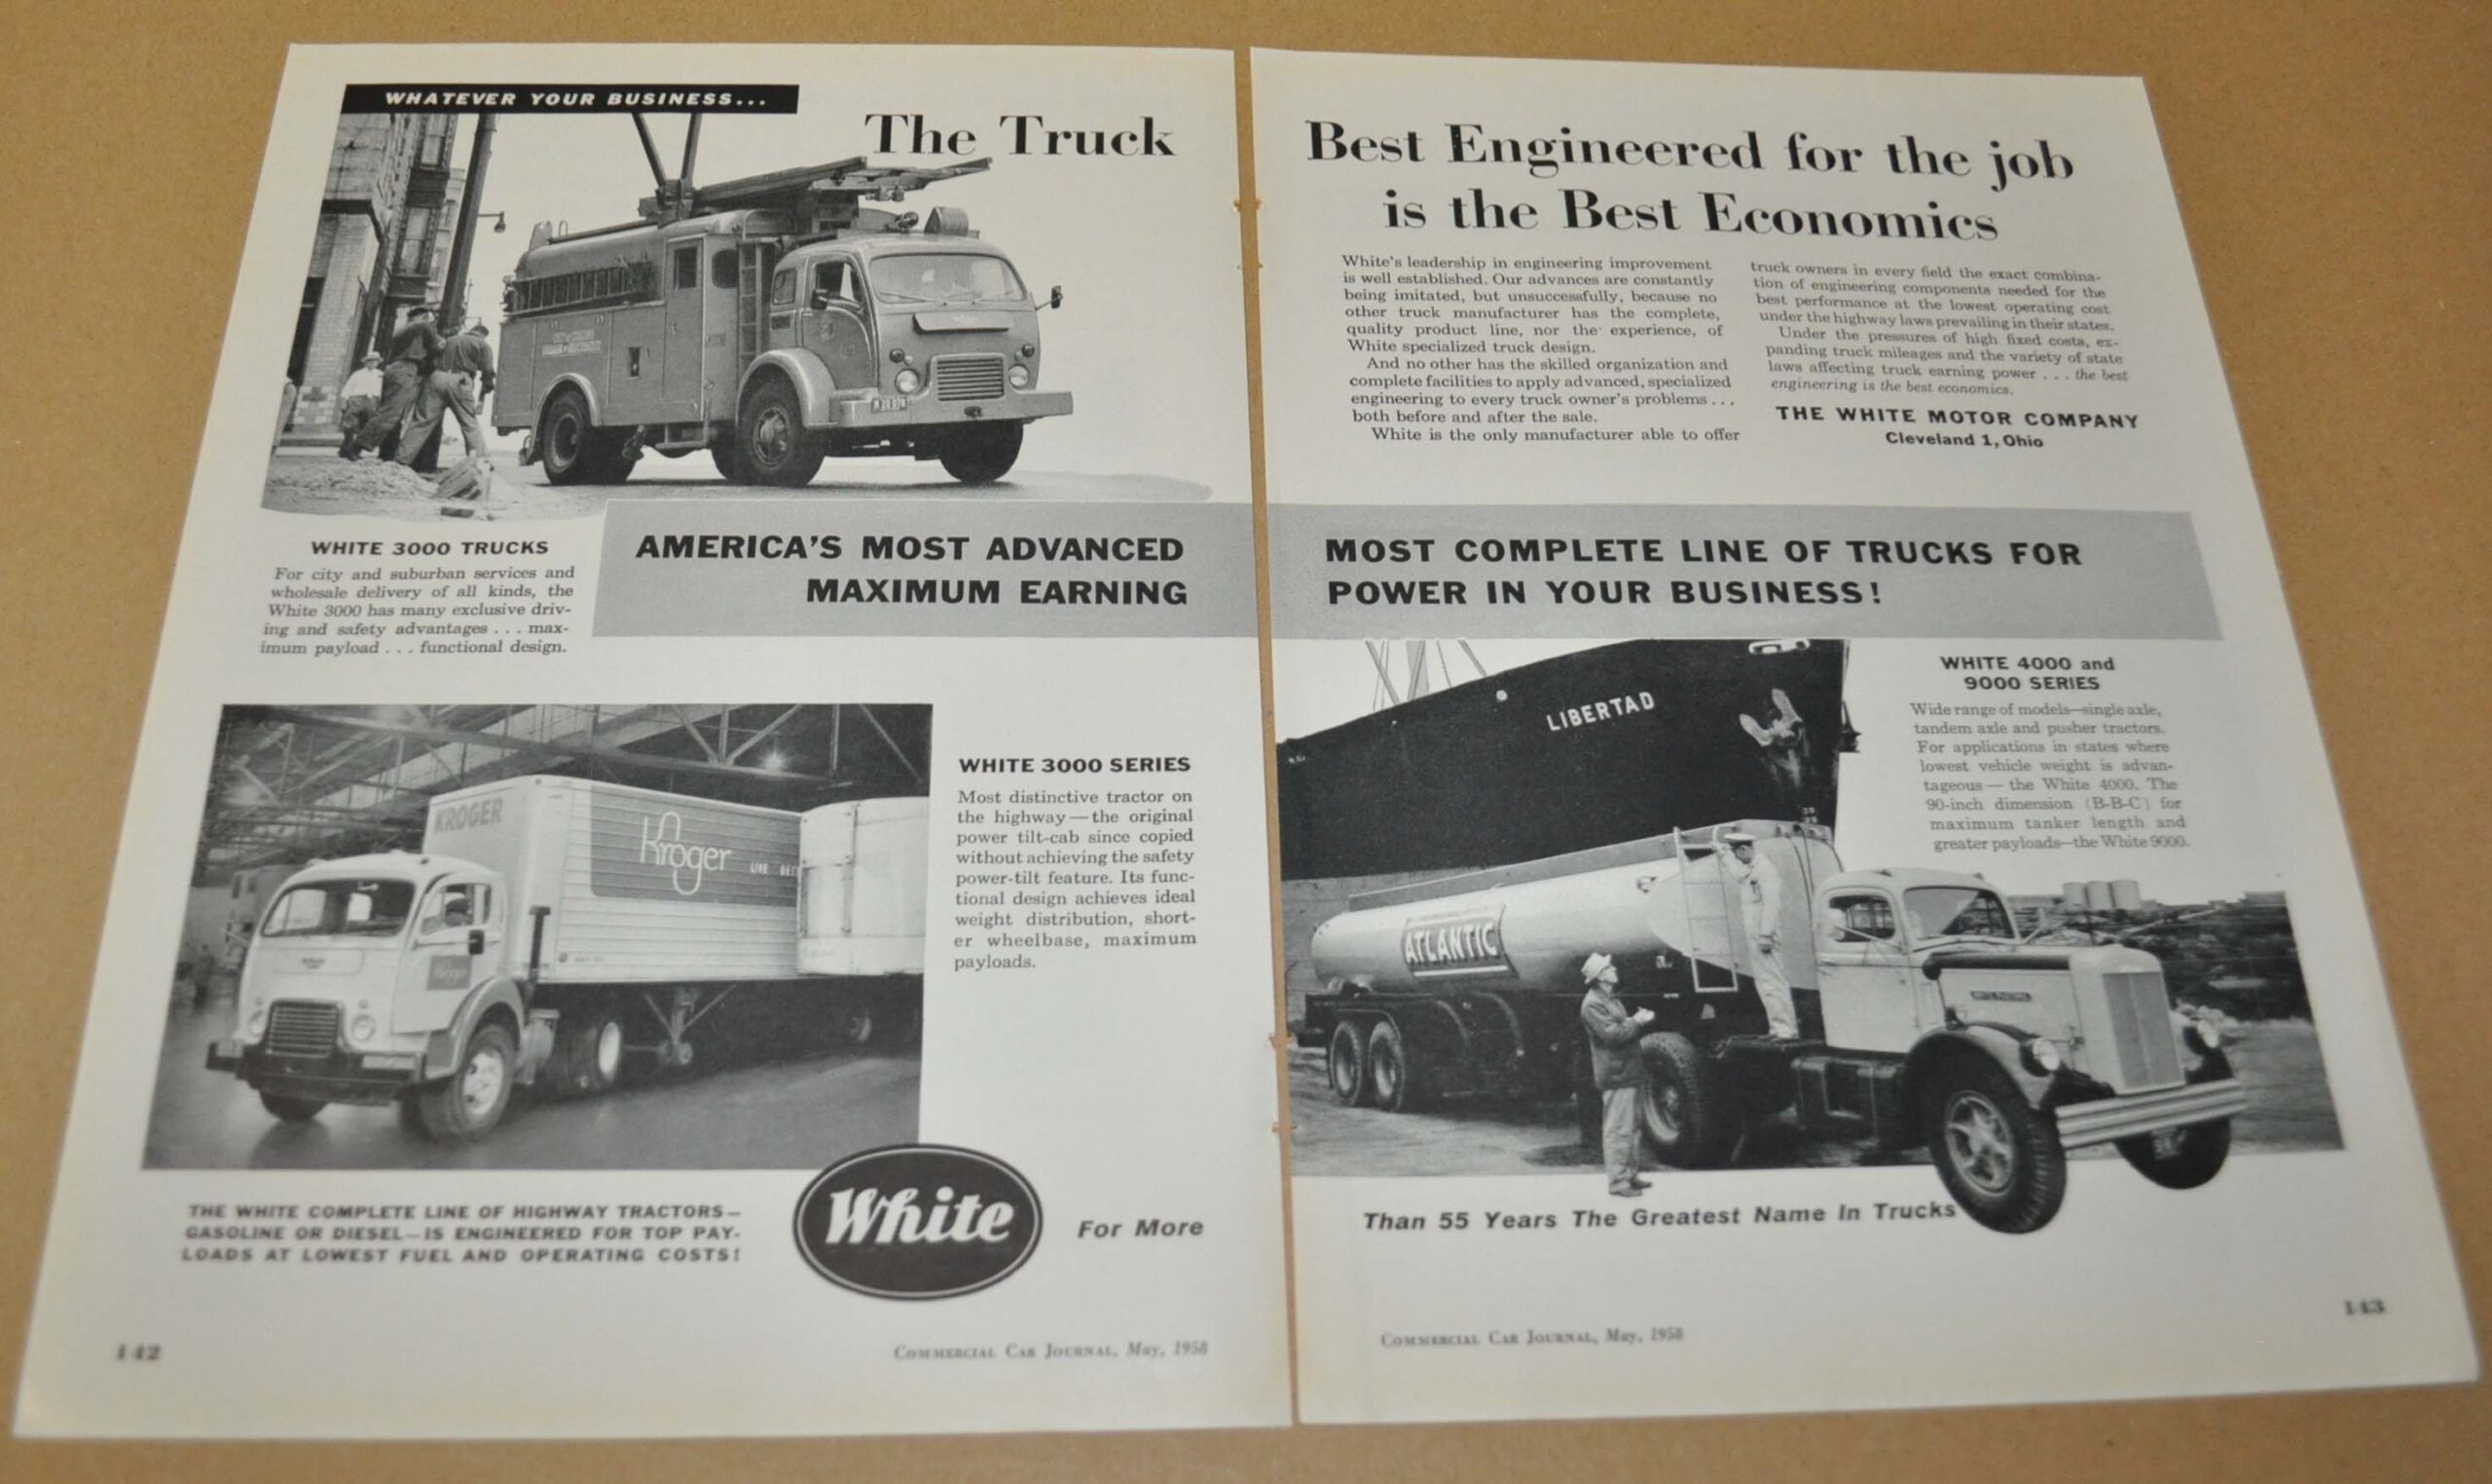 WHATEVER YOUR BUSINESS...
The Truck
Best Engineered for the job
is the Best Economics
White's leadership in engineering improvement
is well established. Our advances are constantly
being imitated, but unsuccessfully, because no
other truck manufacturer has the complete,
quality product line, nor the experience, of
White specialized truck design.
And no other has the skilled organization and
complete facilities to apply advanced, specialized
engineering to every truck owner's problems...
both before and after the sale.
White is the only manufacturer able to offer
truck owners in every field the exact combina-
tion of engineering components needed for the
best performance at the lowest operating cost
under the highway laws prevailing in their states.
Under the pressures of high fixed costs, ex-
panding truck mileages and the variety of state
laws affecting truck earning power . . . the best
engineering is the best economics.
THE WHITE MOTOR COMPANY
Cleveland 1, Ohio
WHITE 3000 TRUCKS
For city and suburban services and
wholesale delivery of all kinds, the
White 3000 has many exclusive driv-
ing and safety advantages . . . max-
imum payload . . . functional design.
AMERICA'S MOST ADVANCED
MAXIMUM EARNING
MOST COMPLETE LINE OF TRUCKS FOR
POWER IN YOUR BUSINESS!
KROGER
Kroger
LIVE
WHITE 3000 SERIES
Most distinctive tractor on
the highway—the original
power tilt-cab since copied
without achieving the safety
power-tilt feature. Its func-
tional design achieves ideal
weight distribution, short-
er wheelbase, maximum
payloads.
LIBERTAD
ATLANTIC
WHITE 4000 and
9000 SERIES
Wide range of models—single axle,
tandem axle and pusher tractors.
For applications in states where
lowest vehicle weight is advan-
tageous — the White 4000. The
90-inch dimension (B-B-C) for
maximum tanker length and
greater payloads—the White 9000.
THE WHITE COMPLETE LINE OF HIGHWAY TRACTORS—
GASOLINE OR DIESEL—IS ENGINEERED FOR TOP PAY-
LOADS AT LOWEST FUEL AND OPERATING COSTS!
White
For More
Than 55 Years The Greatest Name In Trucks
142
COMMERCIAL CAR JOURNAL, May, 1958
COMMERCIAL CAR JOURNAL, May, 1958
143